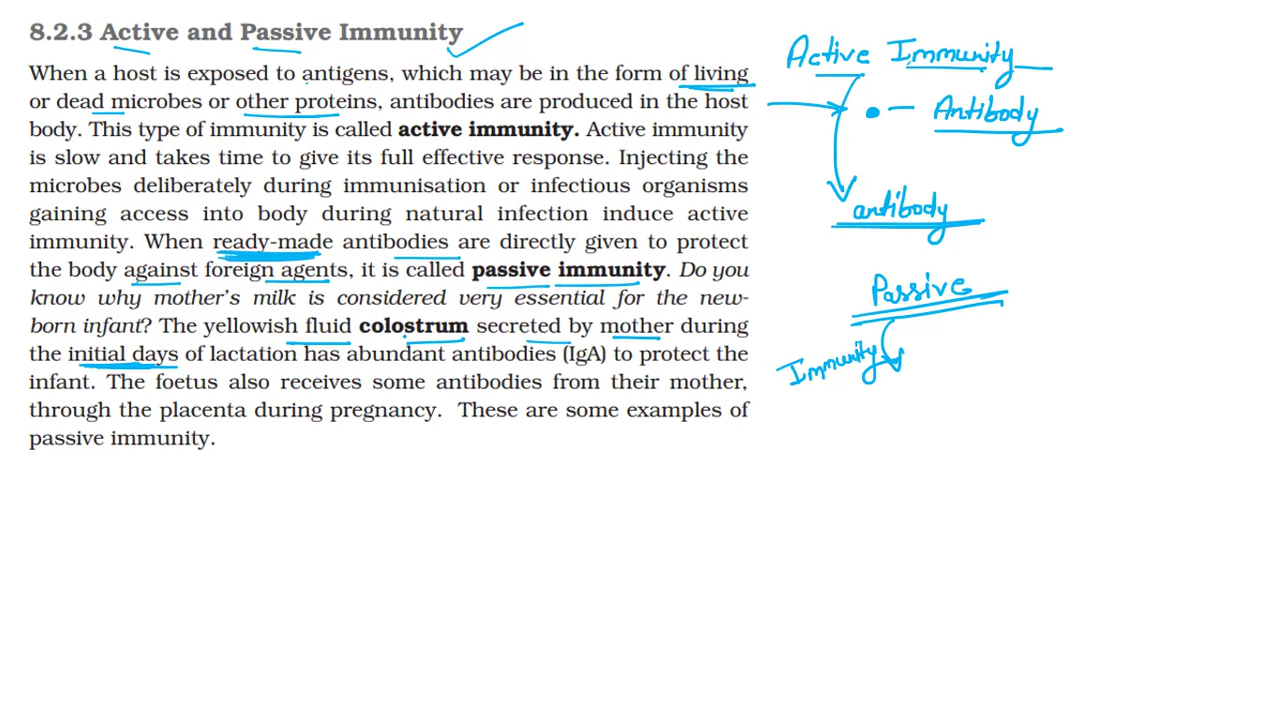 8.2.3 Active and Passive Immunity
When a host is exposed to antigens, which may be in the form of living
or dead microbes or other proteins, antibodies are produced in the host
body. This type of immunity is called active immunity. Active immunity
is slow and takes time to give its full effective response. Injecting the
microbes deliberately during immunisation or infectious organisms
gaining access into body during natural infection induce active
immunity. When ready-made antibodies are directly given to protect
the body against foreign agents, it is called passive immunity. Do you
know why mother's milk is considered very essential for the new-
born infant? The yellowish fluid colostrum secreted by mother during
the initial days of lactation has abundant antibodies (IgA) to protect the
infant. The foetus also receives some antibodies from their mother,
through the placenta during pregnancy. These are some examples of
passive immunity.
Active Immunity
Antibody
antibody
Passive
Immunity